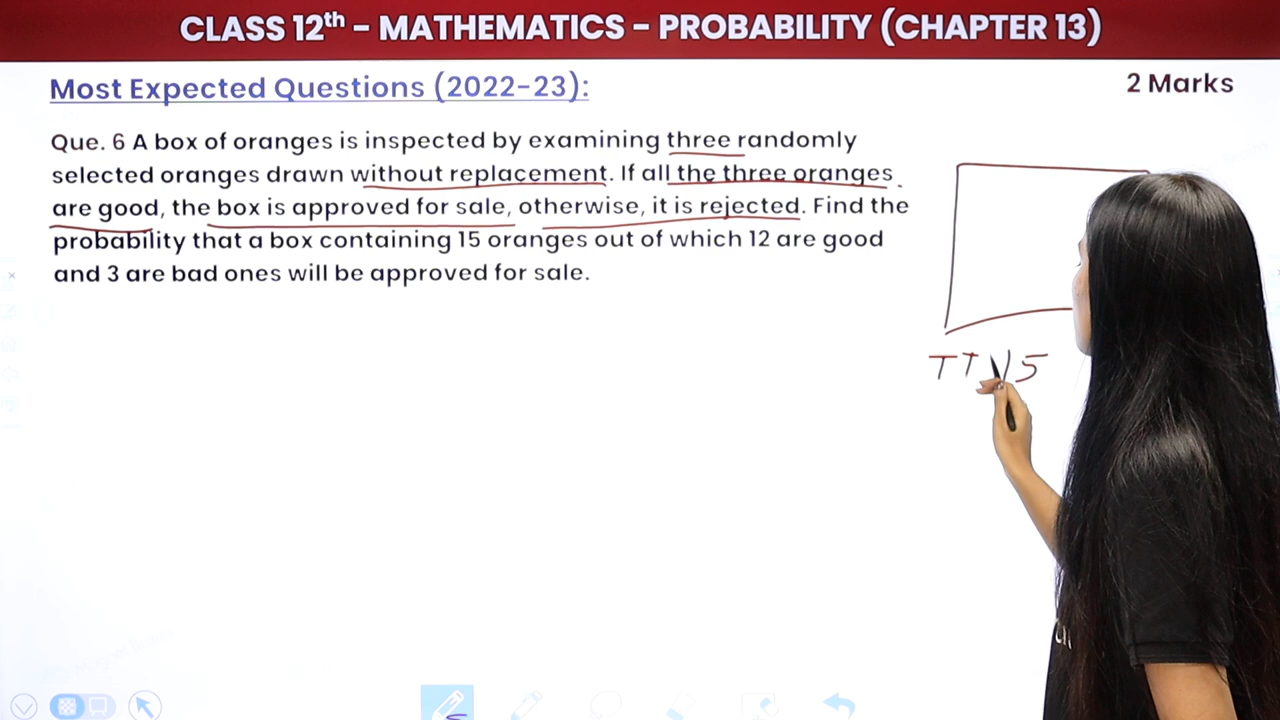 CLASS 12th - MATHEMATICS - PROBABILITY (CHAPTER 13)
Most Expected Questions (2022-23):
2 Marks
Que. 6 A box of oranges is inspected by examining three randomly
selected oranges drawn without replacement. If all the three oranges
are good, the box is approved for sale, otherwise, it is rejected. Find the
probability that a box containing 15 oranges out of which 12 are good
and 3 are bad ones will be approved for sale.